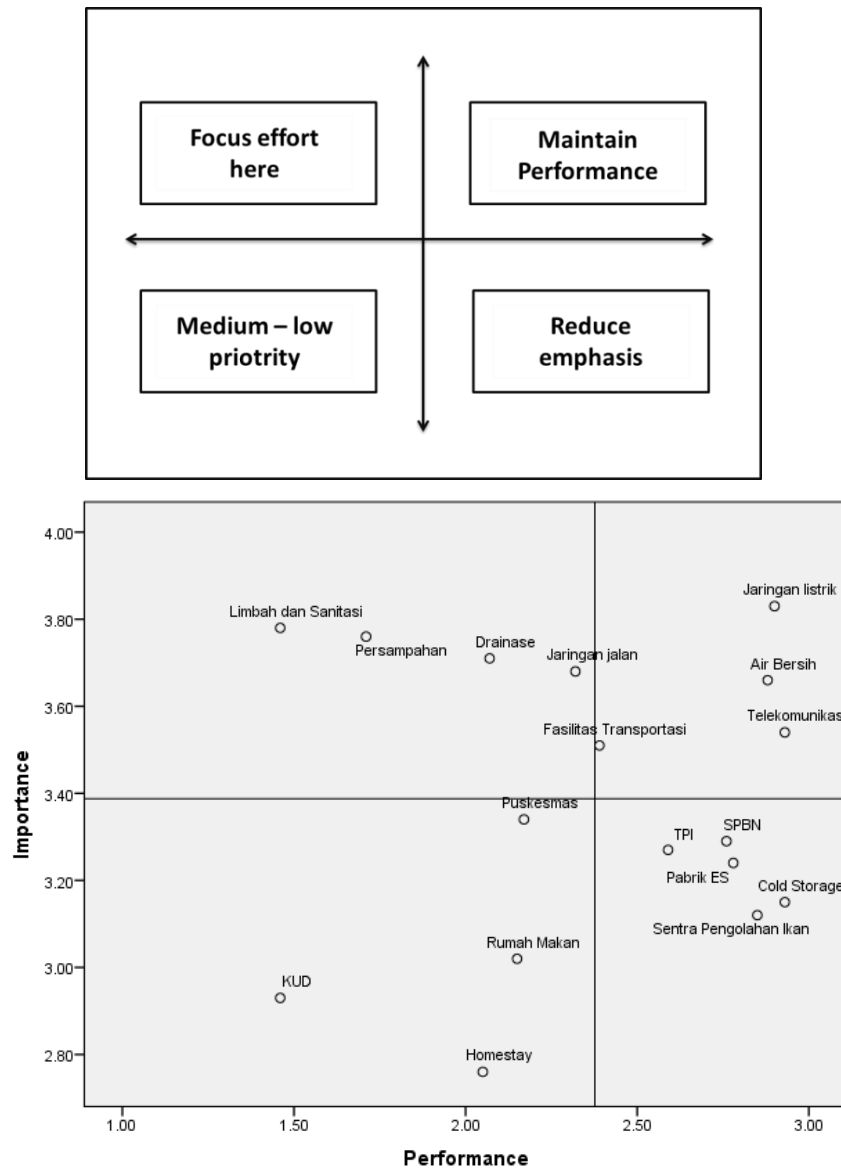 Focus effort
here
Maintain
Performance
Medium – low
priotrity
Reduce
emphasis
4.00
3.80
3.60
3.40
3.20
3.00
2.80
Importance
Jaringan listrik
Limbah dan Sanitasi
Persampahan
Drainase
Jaringan jalan
Air Bersih
Fasilitas Transportasi
Telekomunikas
Puskesmas
TPI
SPBN
Pabrik ES
Cold Storage
Sentra Pengolahan Ikan
Rumah Makan
KUD
Homestay
1.00
1.50
2.00
2.50
3.00
Performance